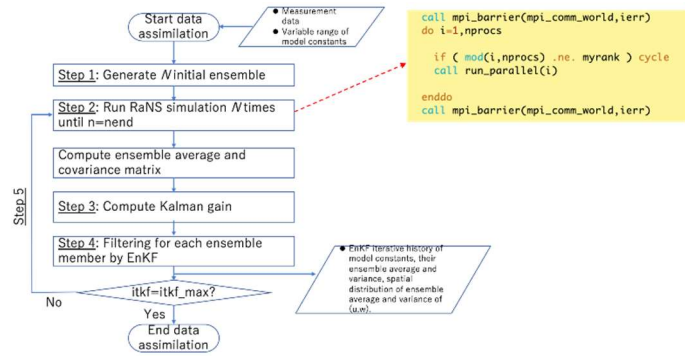 Start data
assimilation
● Measurement
data
● Variable range of
model constants
Step 1: Generate N initial ensemble
Step 2: Run RaNS simulation N times
until n=nend
Compute ensemble average and
covariance matrix
Step 3: Compute Kalman gain
Step 4: Filtering for each ensemble
member by EnKF
Step 5
itkf=itkf_max?
No
Yes
End data
assimilation
● EnKF iterative history of
model constants, their
ensemble average and
variance, spatial
distribution of ensemble
average and variance of
(u,w).
call mpi_barrier(mpi_comm_world,ierr)
do i=1,nprocs
if ( mod(i,nprocs) .ne. myrank ) cycle
call run_parallel(i)
enddo
call mpi_barrier(mpi_comm_world,ierr)